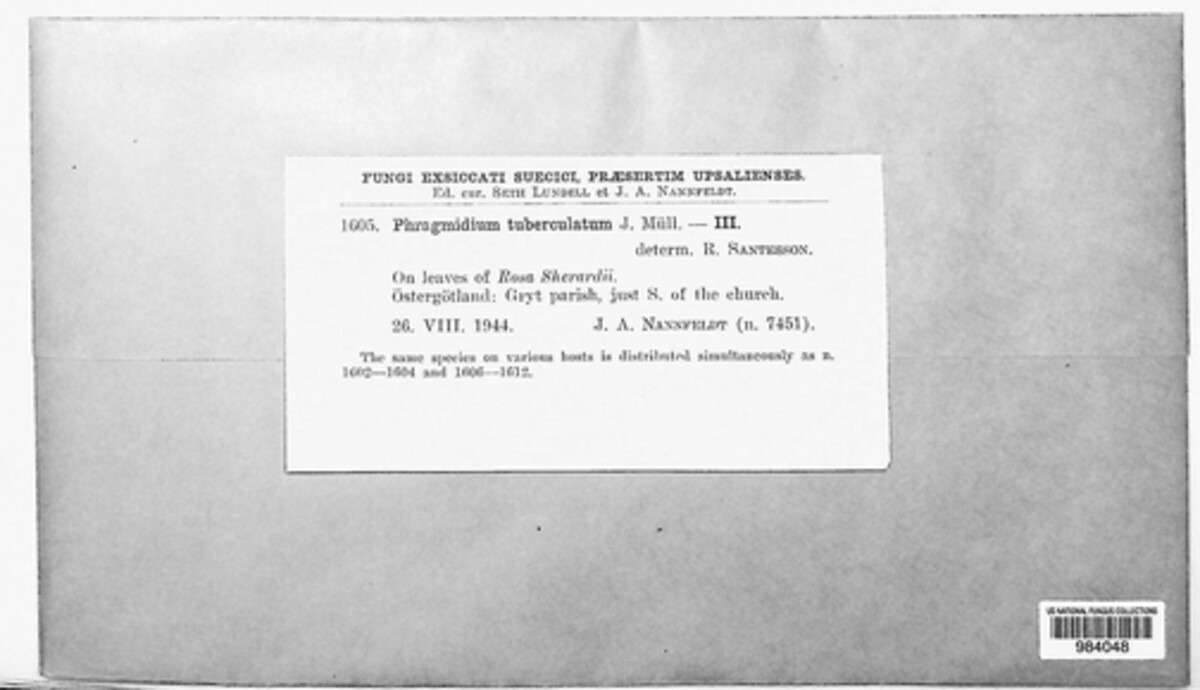 FUNGI EXSICCATI SUECICI, PRÆSERTIM UPSALIENSES.
Ed. cur. SETH LUNDELL et J. A. NANNFELDT.
1605. Phragmidium tuberculatum J. Müll. — III.
determ. R. SANTESSON.
On leaves of Rosa Sherardii.
Östergötland: Gryt parish, just S. of the church.
26. VIII. 1944. J. A. NANNFELDT (n. 7451).
The same species on various hosts is distributed simultaneously as n.
1602—1604 and 1606—1612.
US NATIONAL FUNGUS COLLECTIONS
984048